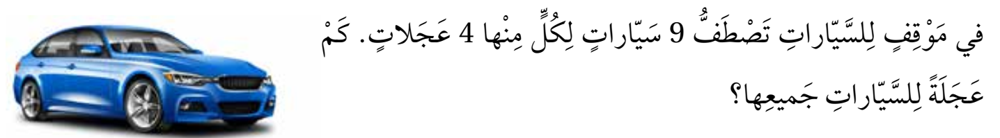 في مَوْقِفٍ لِلسَّيّاراتِ تَصْطَفُّ 9 سَيّاراتٍ لِكُلٍّ مِنْها 4 عَجَلاتٍ. كَمْ
عَجَلَةً لِلسَّيّاراتِ جَميعِها؟